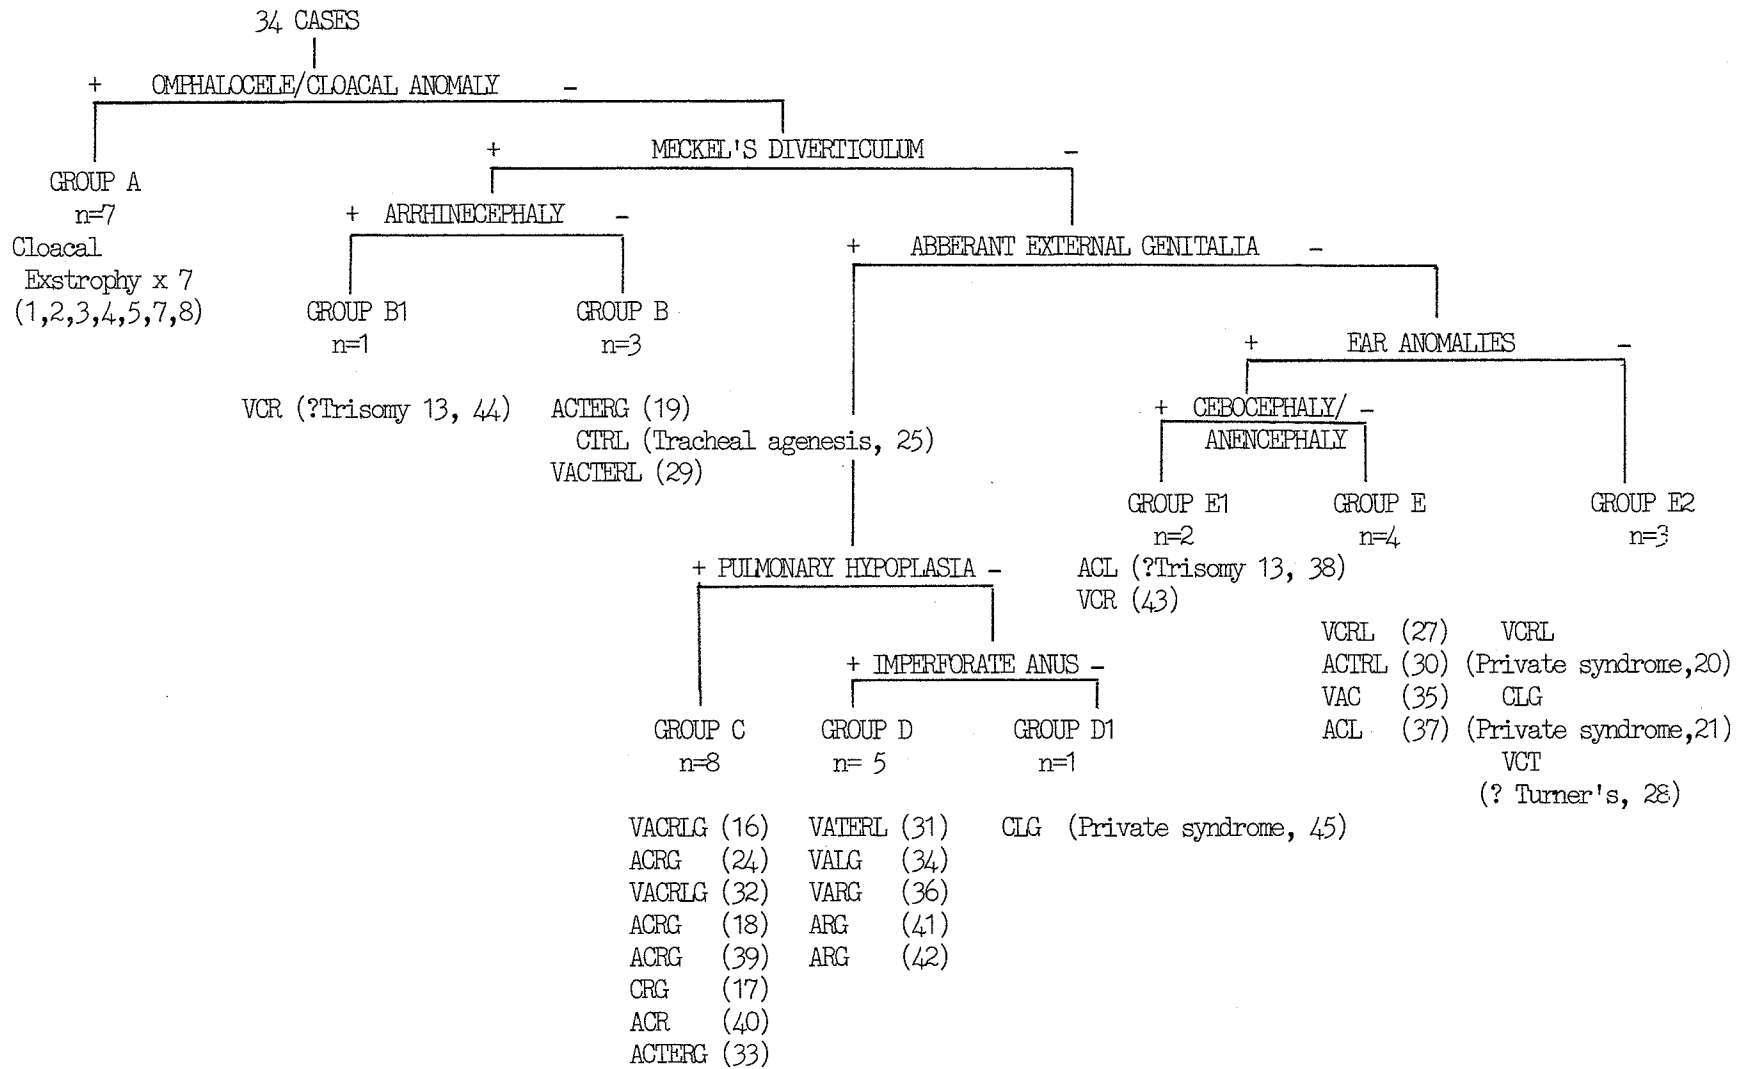 34 CASES
+ OMPHALOCELE/CLOACAL ANOMALY -
+ MECKEL'S DIVERTICULUM -
GROUP A
n=7
Cloacal
Exstrophy x 7
(1,2,3,4,5,7,8)
+ ARRHINECEPHALY -
GROUP B1
n=1
VCR (?Trisomy 13, 44)
GROUP B
n=3
ACTERG (19)
CTRL (Tracheal agenesis, 25)
VACTERL (29)
+ ABBERANT EXTERNAL GENITALIA -
+ PULMONARY HYPOPLASIA -
GROUP C
n=8
VACRLG (16)
ACRG (24)
VACRLG (32)
ACRG (18)
ACRG (39)
CRG (17)
ACR (40)
ACTERG (33)
+ IMPERFORATE ANUS -
GROUP D
n= 5
VATERL (31)
VALG (34)
VARG (36)
ARG (41)
ARG (42)
GROUP D1
n=1
CLG (Private syndrome, 45)
+ EAR ANOMALIES -
+ CEBOCEPHALY/ -
ANENCEPHALY
GROUP E1
n=2
ACL (?Trisomy 13, 38)
VCR (43)
GROUP E
n=4
VCRL (27)
ACTRL (30)
VAC (35)
ACL (37)
GROUP E2
n=3
VCRL
(Private syndrome,20)
CLG
(Private syndrome,21)
VCT
(? Turner's, 28)